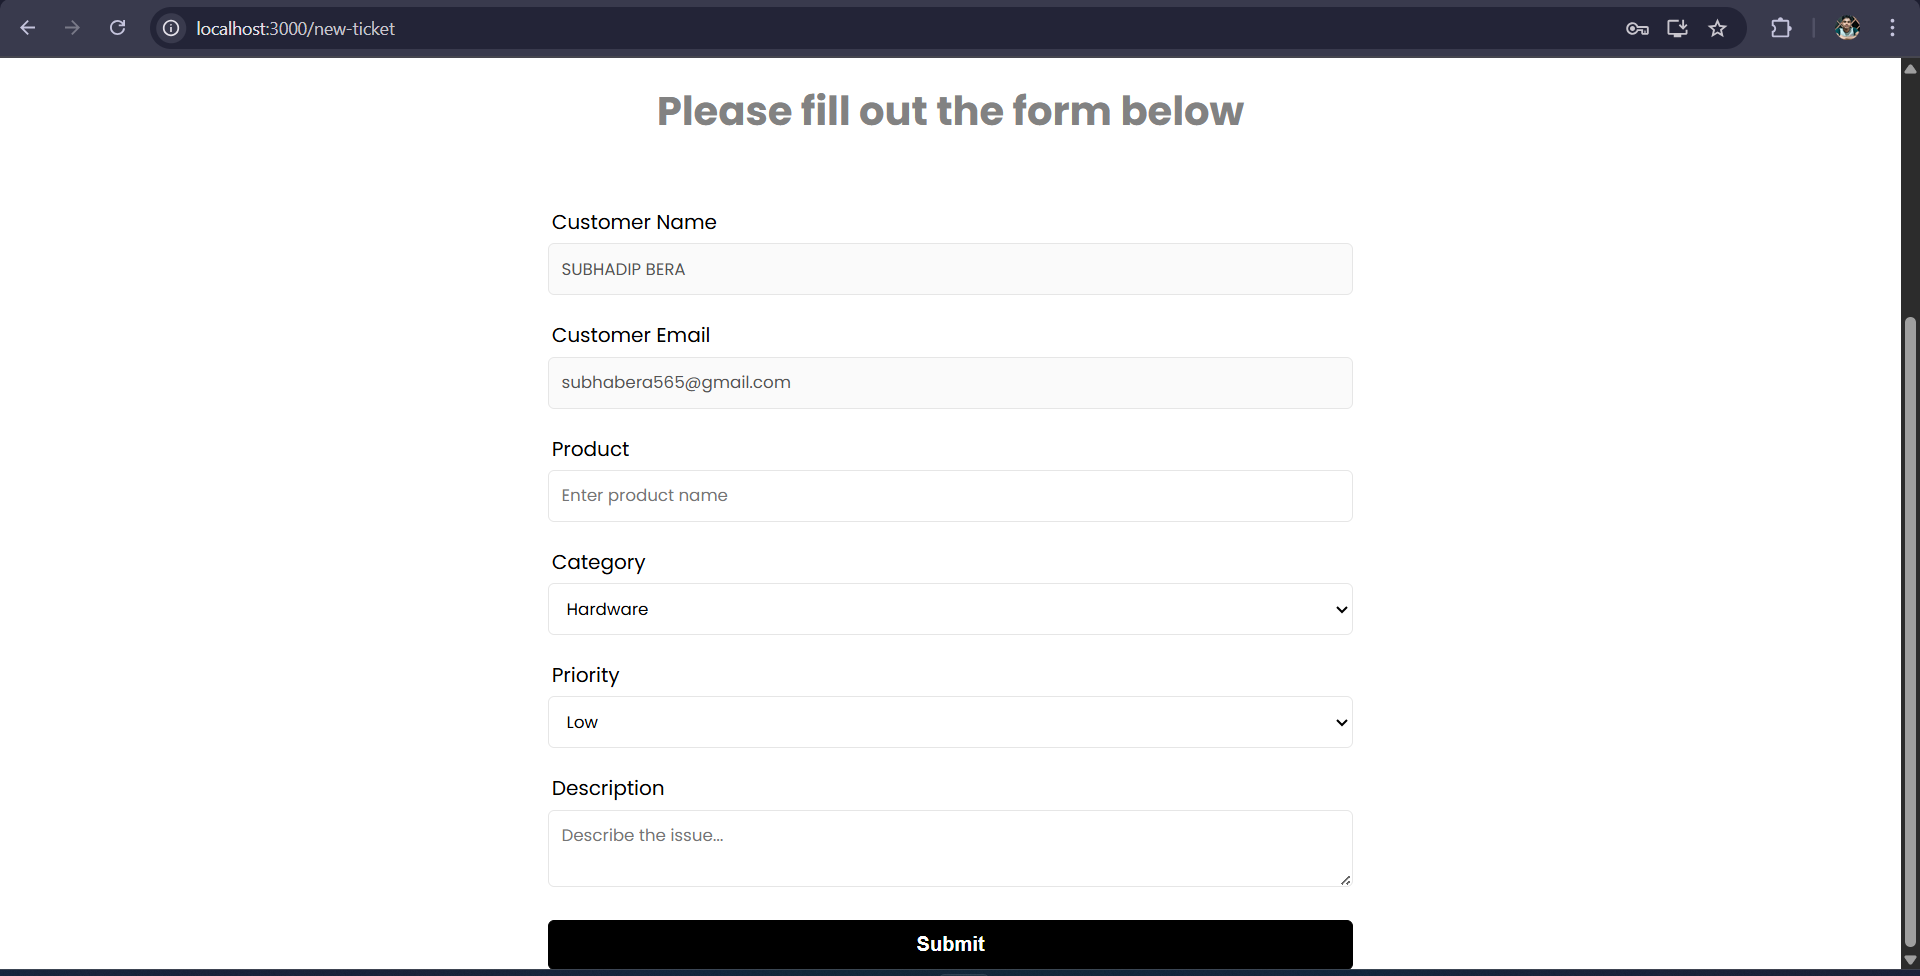 localhost:3000/new-ticket
Please fill out the form below
Customer Name
SUBHADIP BERA
Customer Email
subhabera565@gmail.com
Product
Enter product name
Category
Hardware
Priority
Low
Description
Describe the issue...
Submit